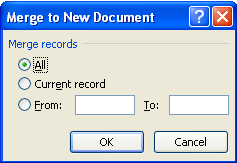 Merge to New Document
Merge records
All
Current record
From: To:
OK Cancel